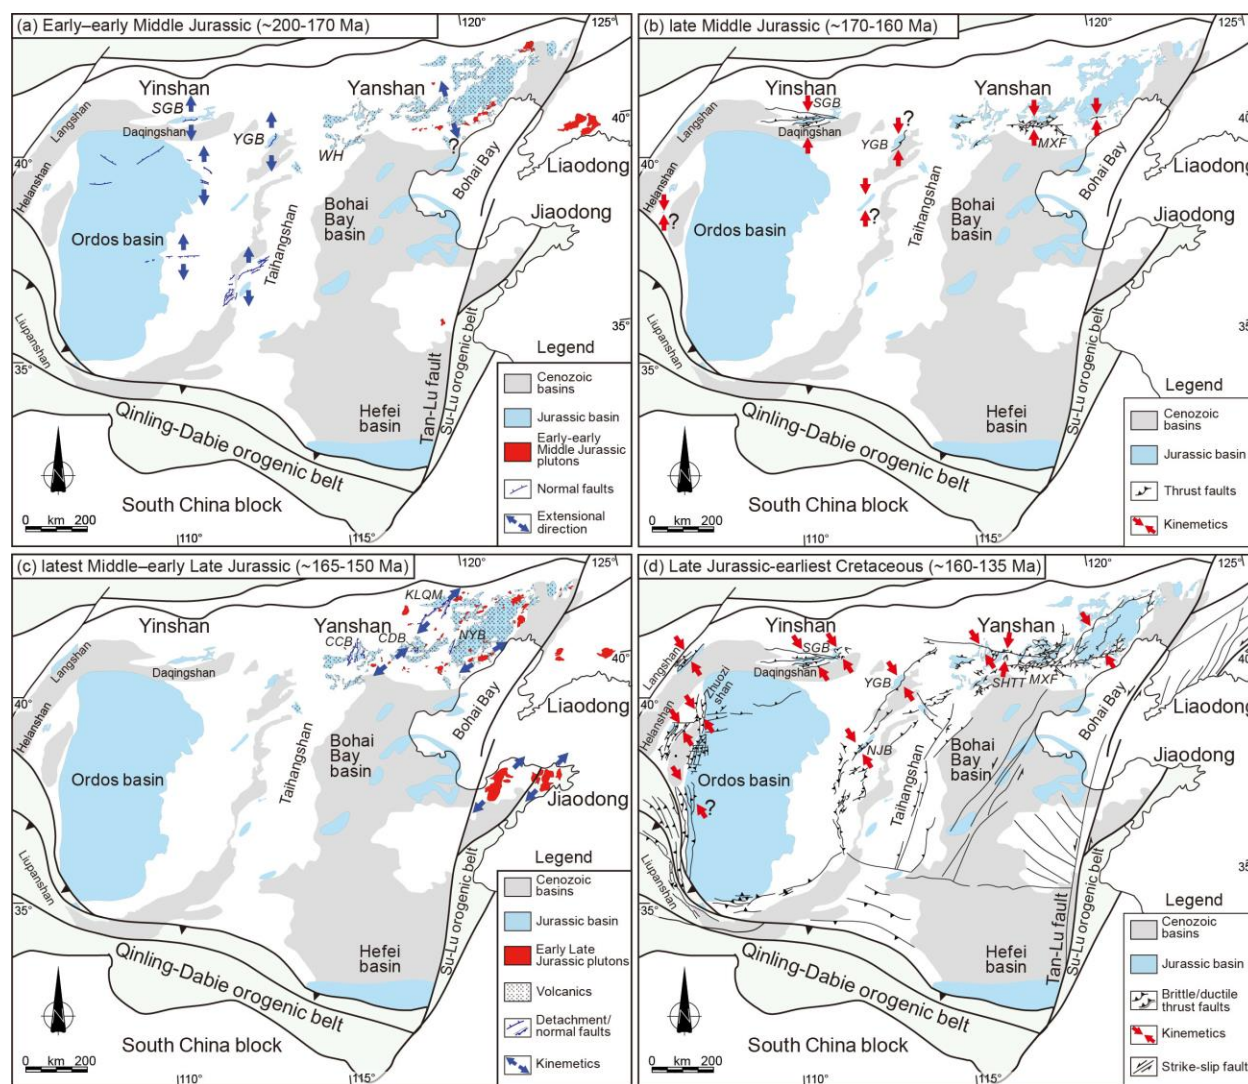 (a) Early–early Middle Jurassic (~200-170 Ma)
120°
125°
Yinshan
SGB
Langshan
Daqingshan
YGB
Yanshan
WH
?
40°
40°
Liaodong
Bohai Bay
Helanshan
Jiaodong
Ordos basin
Taihangshan
Bohai
Bay
basin
Liupanshan
35°
35°
Legend
Cenozoic
basins
Jurassic basin
Early-early
Middle Jurassic
plutons
Normal faults
Extensional
direction
Hefei
basin
Tan-Lu fault
Su-Lu orogenic belt
Qinling-Dabie orogenic belt
South China block
0 km 200
110°
115°
(b) late Middle Jurassic (~170-160 Ma)
120°
125°
Yinshan
SGB
Langshan
Daqingshan
?
YGB
Yanshan
MXF
40°
40°
Liaodong
Bohai Bay
Helanshan
?
?
Jiaodong
Ordos basin
Taihangshan
Bohai
Bay
basin
Liupanshan
35°
35°
Legend
Cenozoic
basins
Jurassic basin
Thrust faults
Kinemetics
Hefei
basin
Su-Lu orogenic belt
Qinling-Dabie orogenic belt
South China block
0 km 200
110°
115°
(c) latest Middle–early Late Jurassic (~165-150 Ma)
120°
125°
KLQM
Yinshan
Yanshan
CCB
CDB
NYB
Langshan
Daqingshan
40°
40°
Liaodong
Bohai Bay
Helanshan
Taihangshan
Bohai
Bay
basin
Ordos basin
Jiaodong
Liupanshan
35°
Legend
Cenozoic
basins
Jurassic basin
Early Late
Jurassic plutons
Volcanics
Detachment/
normal faults
Kinemetics
Hefei
basin
Su-Lu orogenic belt
Qinling-Dabie orogenic belt
South China block
0 km 200
110°
115°
(d) Late Jurassic-earliest Cretaceous (~160-135 Ma)
120°
125°
Yinshan
SGB
Langshan
Daqingshan
Yanshan
YGB
SHTT
MXF
Zhuozi
shan
40°
40°
Liaodong
Bohai Bay
Helanshan
NJB
Bohai
Bay
basin
Ordos basin
Jiaodong
Taihangshan
?
Liupanshan
35°
35°
Legend
Cenozoic
basins
Jurassic basin
Brittle/ductile
thrust faults
Kinemetics
Strike-slip fault
Hefei
basin
Tan-Lu fault
Su-Lu orogenic belt
Qinling-Dabie orogenic belt
South China block
0 km 200
110°
115°